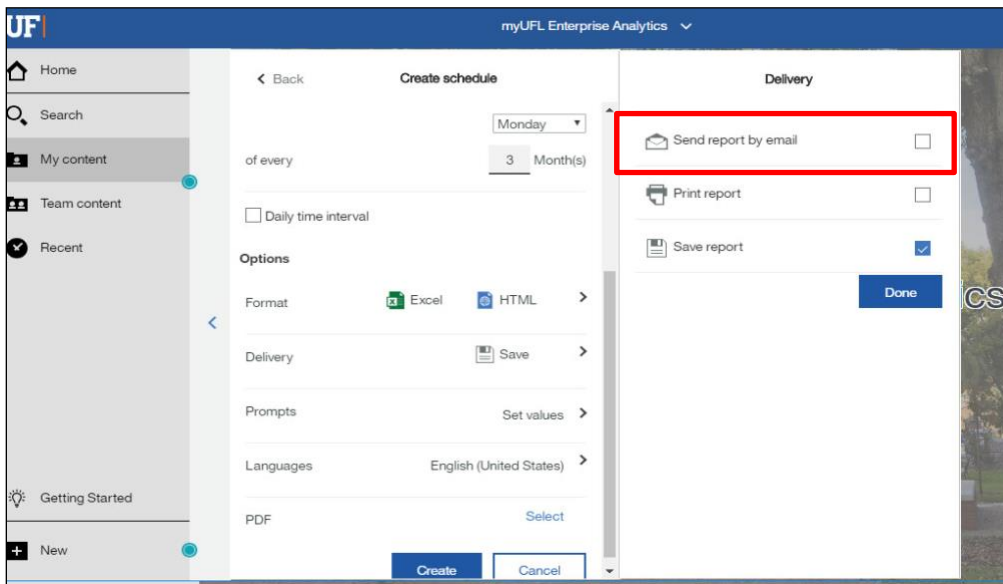 UF
myUFL Enterprise Analytics
Home
Search
My content
Team content
Recent
Getting Started
New
Back
Create schedule
Monday
of every 3 Month(s)
Daily time interval
Options
Format Excel HTML
Delivery Save
Prompts Set values
Languages English (United States)
PDF Select
Create Cancel
Delivery
Send report by email
Print report
Save report
Done
cs